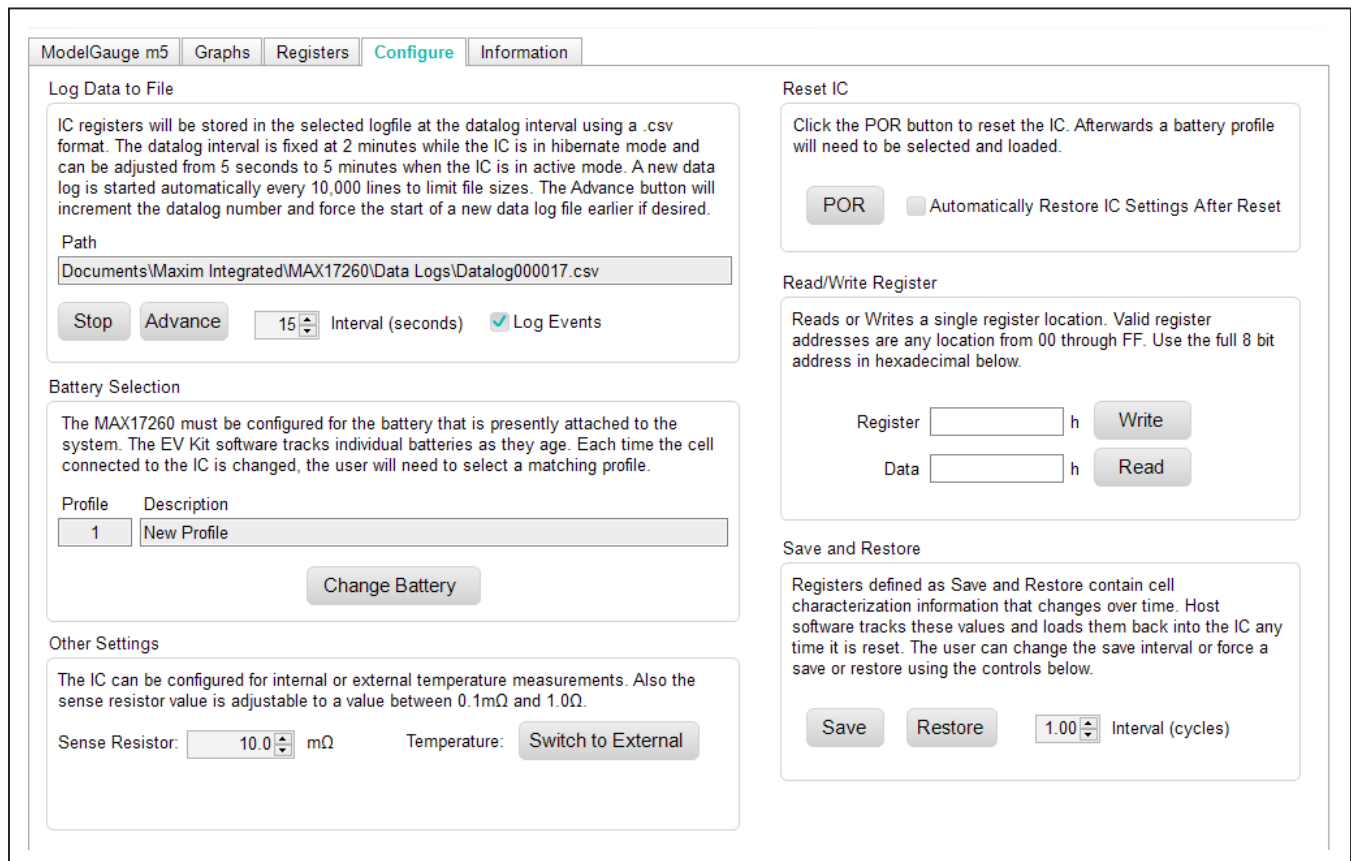 ModelGauge m5 Graphs Registers Configure Information
Log Data to File
IC registers will be stored in the selected logfile at the datalog interval using a .csv
format. The datalog interval is fixed at 2 minutes while the IC is in hibernate mode and
can be adjusted from 5 seconds to 5 minutes when the IC is in active mode. A new data
log is started automatically every 10,000 lines to limit file sizes. The Advance button will
increment the datalog number and force the start of a new data log file earlier if desired.
Path
Documents\Maxim Integrated\MAX17260\Data Logs\Datalog000017.csv
Stop Advance 15 Interval (seconds) Log Events
Battery Selection
The MAX17260 must be configured for the battery that is presently attached to the
system. The EV Kit software tracks individual batteries as they age. Each time the cell
connected to the IC is changed, the user will need to select a matching profile.
Profile Description
1 New Profile
Change Battery
Other Settings
The IC can be configured for internal or external temperature measurements. Also the
sense resistor value is adjustable to a value between 0.1mΩ and 1.0Ω.
Sense Resistor: 10.0 mΩ Temperature: Switch to External
Reset IC
Click the POR button to reset the IC. Afterwards a battery profile
will need to be selected and loaded.
POR Automatically Restore IC Settings After Reset
Read/Write Register
Reads or Writes a single register location. Valid register
addresses are any location from 00 through FF. Use the full 8 bit
address in hexadecimal below.
Register h Write
Data h Read
Save and Restore
Registers defined as Save and Restore contain cell
characterization information that changes over time. Host
software tracks these values and loads them back into the IC any
time it is reset. The user can change the save interval or force a
save or restore using the controls below.
Save Restore 1.00 Interval (cycles)